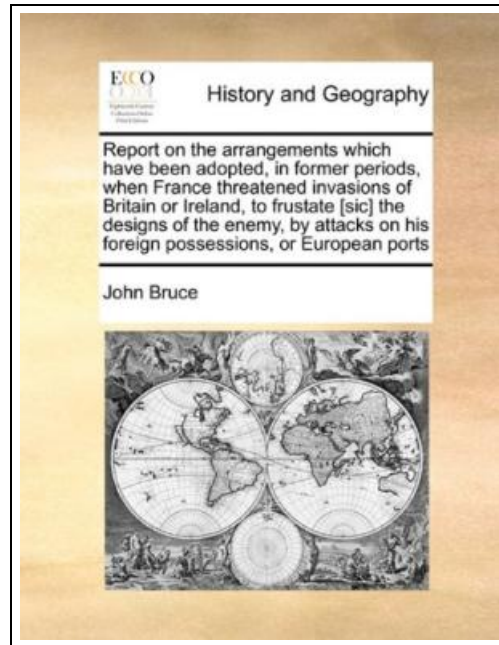 ECCO
History and Geography
Report on the arrangements which
have been adopted, in former periods,
when France threatened invasions of
Britain or Ireland, to frustate [sic] the
designs of the enemy, by attacks on his
foreign possessions, or European ports
John Bruce